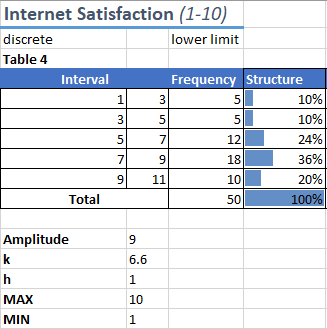 Internet Satisfaction (1-10)
discrete lower limit
Table 4
Interval Frequency Structure
1 3 5 10%
3 5 5 10%
5 7 12 24%
7 9 18 36%
9 11 10 20%
Total 50 100%
Amplitude 9
k 6.6
h 1
MAX 10
MIN 1